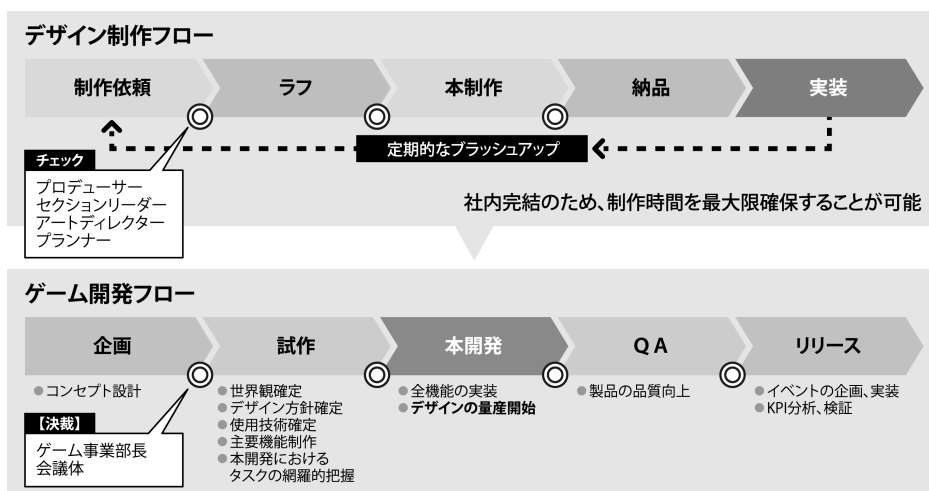 デザイン制作フロー
制作依頼
ラフ
本制作
納品
実装
定期的なブラッシュアップ
チェック
プロデューサー
セクションリーダー
アートディレクター
プランナー
社内完結のため、制作時間を最大限確保することが可能
ゲーム開発フロー
企画
試作
本開発
QA
リリース
●コンセプト設計
【決裁】
ゲーム事業部長
会議体
●世界観確定
●デザイン方針確定
●使用技術確定
●主要機能制作
●本開発における
タスクの網羅的把握
●全機能の実装
●デザインの量産開始
●製品の品質向上
●イベントの企画、実装
●KPI分析、検証